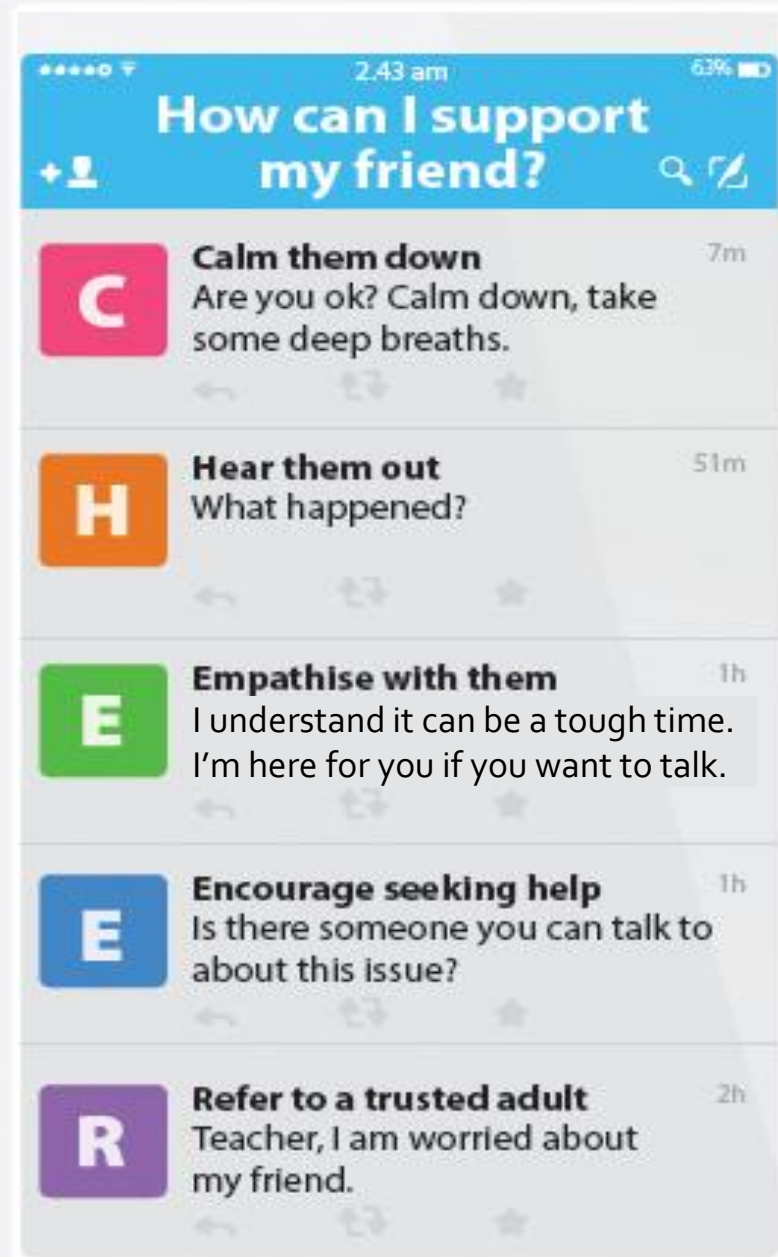 2.43 am
63%
How can I support
my friend?
C
Calm them down
7m
Are you ok? Calm down, take
some deep breaths.
H
Hear them out
51m
What happened?
E
Empathise with them
1h
I understand it can be a tough time.
I'm here for you if you want to talk.
E
Encourage seeking help
1h
Is there someone you can talk to
about this issue?
R
Refer to a trusted adult
2h
Teacher, I am worried about
my friend.